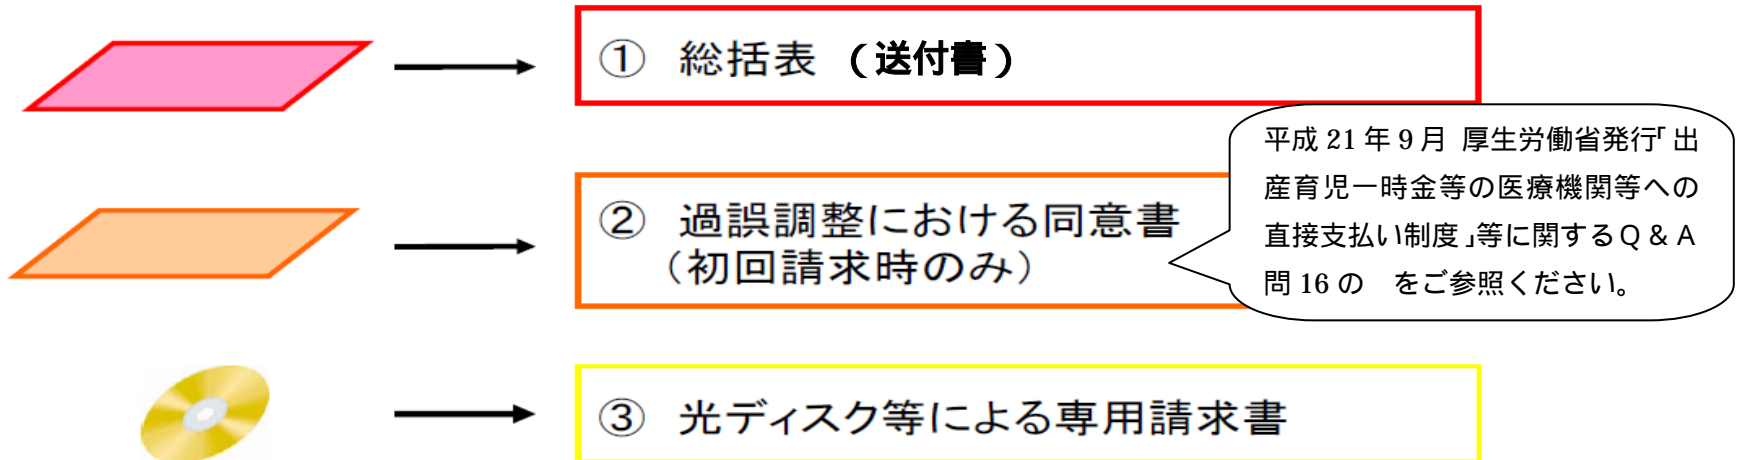 ① 総括表 （送付書）
② 過誤調整における同意書
（初回請求時のみ）
平成 21 年 9 月 厚生労働省発行「出
産育児一時金等の医療機関等への
直接支払い制度」等に関するＱ＆Ａ
問 16 の　をご参照ください。
③ 光ディスク等による専用請求書